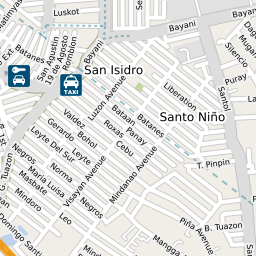 Luskot
Bayani
Bayani
Mug
Silencio
Puray
Santol
Ext
Batanes
San Agustin
19 de Agosto
Romblon
San Isidro
TAXI
Liberation
Luzon Avenue
Bataan
Batanes
Santo Niño
Valdez
Bohol
Gerardo
Leyte
Leyte Del Sur
Roxas
Panay
Cebu
T. Pinpin
G. Tuazon
Negros
Maria Luisa
Masbate
Mindoro
Visayan Avenue
Negros
Norma
Mindanao Avenue
Piña Avenue
B. Tuazon
Mangga
Domingo Santi